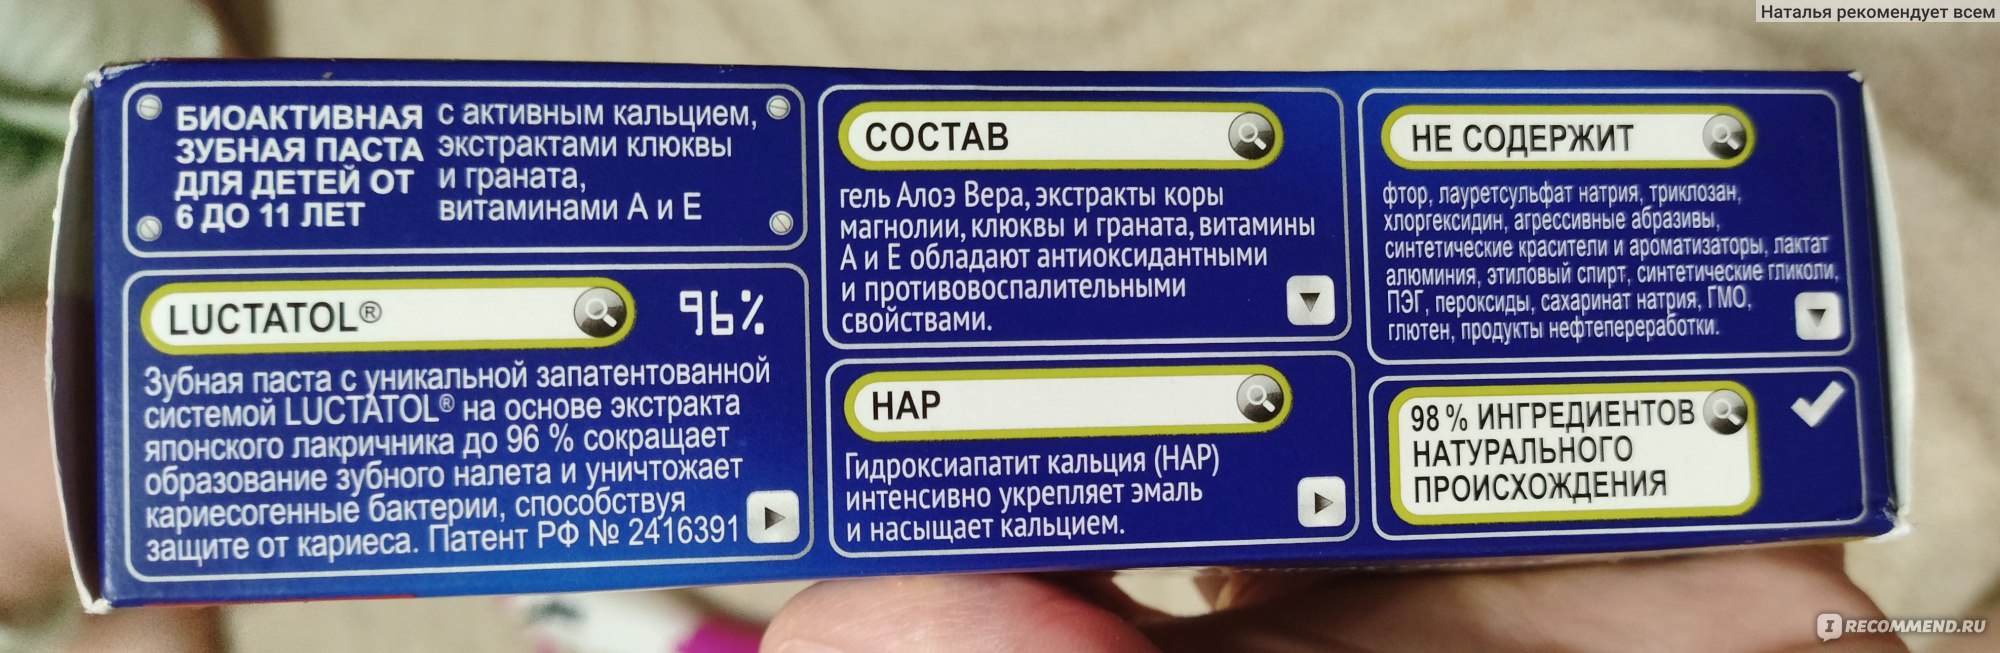 Наталья рекомендует всем
БИОАКТИВНАЯ
ЗУБНАЯ ПАСТА
ДЛЯ ДЕТЕЙ ОТ
6 ДО 11 ЛЕТ
с активным кальцием,
экстрактами клюквы
и граната,
витаминами А и Е
LUCTATOL®
96%
Зубная паста с уникальной запатентованной
системой LUCTATOL® на основе экстракта
японского лакричника до 96 % сокращает
образование зубного налета и уничтожает
кариесогенные бактерии, способствуя
защите от кариеса. Патент РФ № 2416391
СОСТАВ
гель Алоэ Вера, экстракты коры
магнолии, клюквы и граната, витамины
А и Е обладают антиоксидантными
и противовоспалительными
свойствами.
HAP
Гидроксиапатит кальция (HAP)
интенсивно укрепляет эмаль
и насыщает кальцием.
НЕ СОДЕРЖИТ
фтор, лауретсульфат натрия, триклозан,
хлоргексидин, агрессивные абразивы,
синтетические красители и ароматизаторы, лактат
алюминия, этиловый спирт, синтетические гликоли,
ПЭГ, пероксиды, сахаринат натрия, ГМО,
глютен, продукты нефтепереработки.
98 % ИНГРЕДИЕНТОВ
НАТУРАЛЬНОГО
ПРОИСХОЖДЕНИЯ
IRECOMMEND.RU